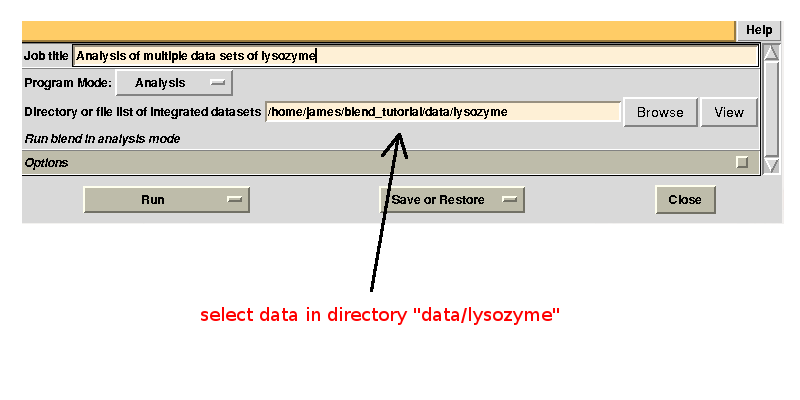 Help
Job title Analysis of multiple data sets of lysozyme
Program Mode: Analysis
Directory or file list of integrated datasets /home/james/blend_tutorial/data/lysozyme Browse View
Run blend in analysis mode
Options
Run Save or Restore Close
select data in directory "data/lysozyme"